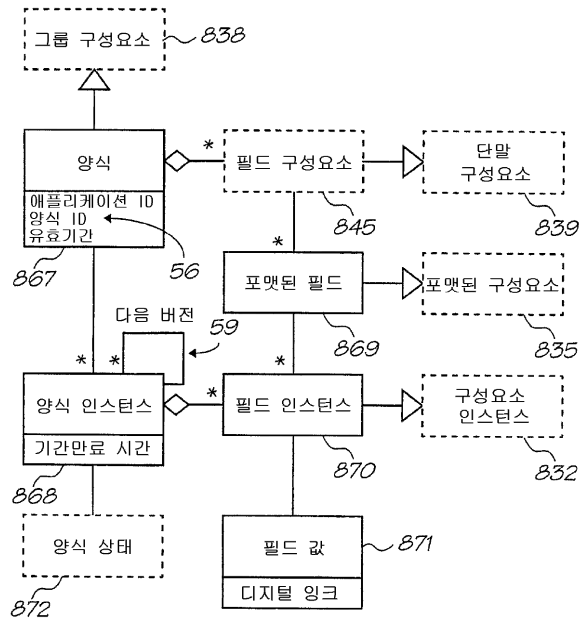 그룹 구성요소
838
양식
*
필드 구성요소
단말
구성요소
애플리케이션 ID
양식 ID
유효기간
56
867
845
839
*
포맷된 필드
포맷된 구성요소
869
835
다음 버전
59
*
*
*
양식 인스턴스
*
필드 인스턴스
구성요소
인스턴스
기간만료 시간
868
870
832
양식 상태
872
필드 값
871
디지털 잉크